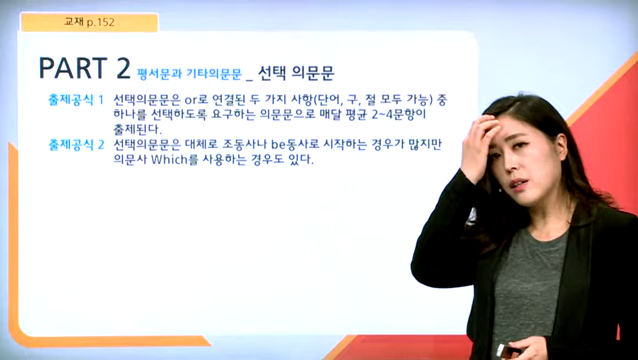 교재 p.152
PART 2 평서문과 기타의문문 _ 선택 의문문
출제공식 1 선택의문문은 or로 연결된 두 가지 사항(단어, 구, 절 모두 가능) 중
하나를 선택하도록 요구하는 의문문으로 매달 평균 2~4문항이
출제된다.
출제공식 2 선택의문문은 대체로 조동사나 be동사로 시작하는 경우가 많지만
의문사 Which를 사용하는 경우도 있다.